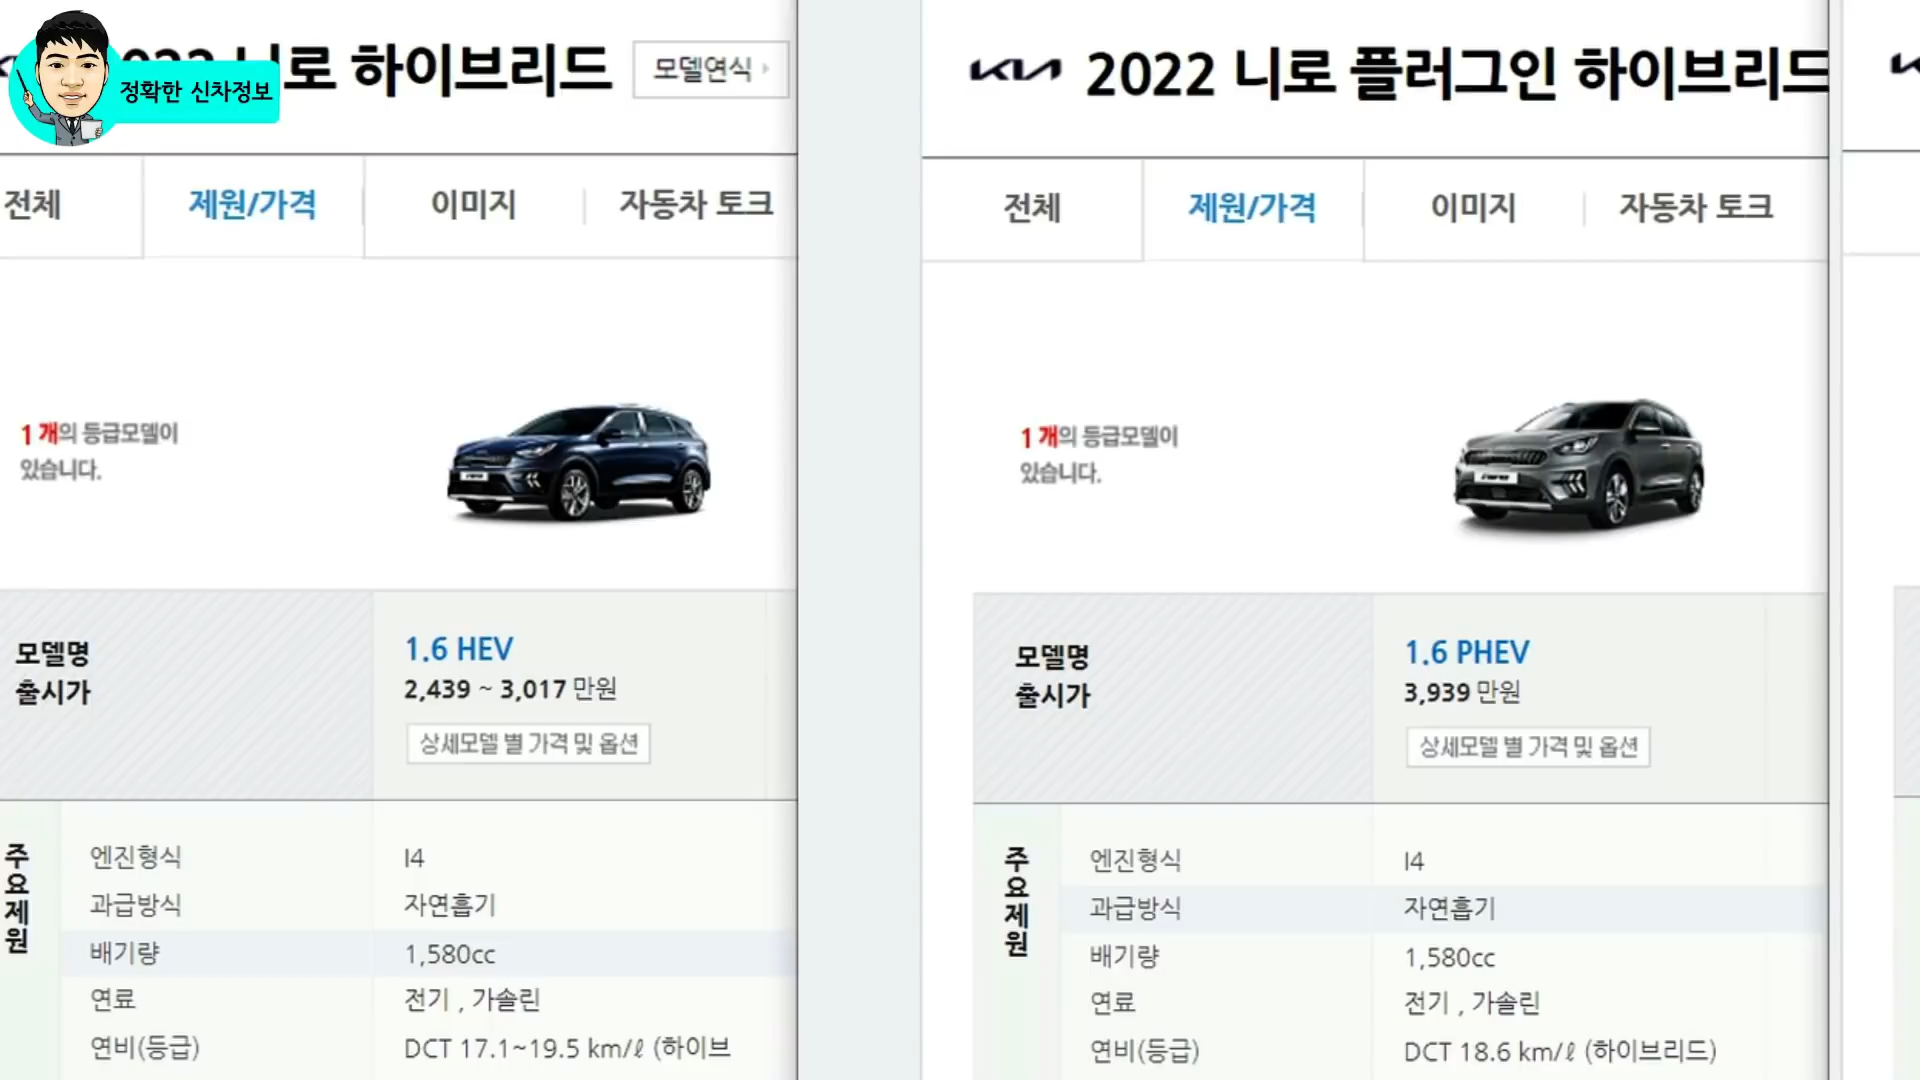 정확한 신차정보
2022 니로 하이브리드
모델연식
전체
제원/가격
이미지
자동차 토크
1 개의 등급모델이
있습니다.
모델명
출시가
1.6 HEV
2,439 ~ 3,017 만원
상세모델 별 가격 및 옵션
주요제원
엔진형식 I4
과급방식 자연흡기
배기량 1,580cc
연료 전기 , 가솔린
연비(등급) DCT 17.1~19.5 km/ℓ (하이브
KIA 2022 니로 플러그인 하이브리드
전체
제원/가격
이미지
자동차 토크
1 개의 등급모델이
있습니다.
모델명
출시가
1.6 PHEV
3,939 만원
상세모델 별 가격 및 옵션
주요제원
엔진형식 I4
과급방식 자연흡기
배기량 1,580cc
연료 전기 , 가솔린
연비(등급) DCT 18.6 km/ℓ (하이브리드)